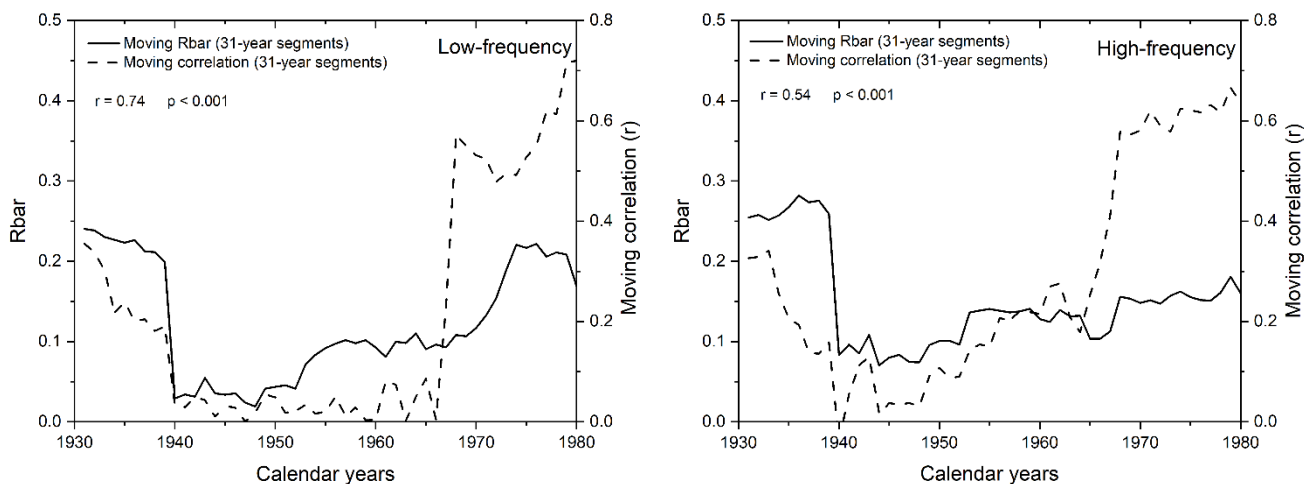 0.5
0.4
0.3
0.2
0.1
0.0
Rbar
Moving Rbar (31-year segments)
Moving correlation (31-year segments)
Low-frequency
r = 0.74 p < 0.001
0.8
0.6
0.4
0.2
0.0
Moving correlation (r)
1930 1940 1950 1960 1970 1980
Calendar years
0.5
0.4
0.3
0.2
0.1
0.0
Rbar
Moving Rbar (31-year segments)
Moving correlation (31-year segments)
High-frequency
r = 0.54 p < 0.001
0.8
0.6
0.4
0.2
0.0
Moving correlation (r)
1930 1940 1950 1960 1970 1980
Calendar years